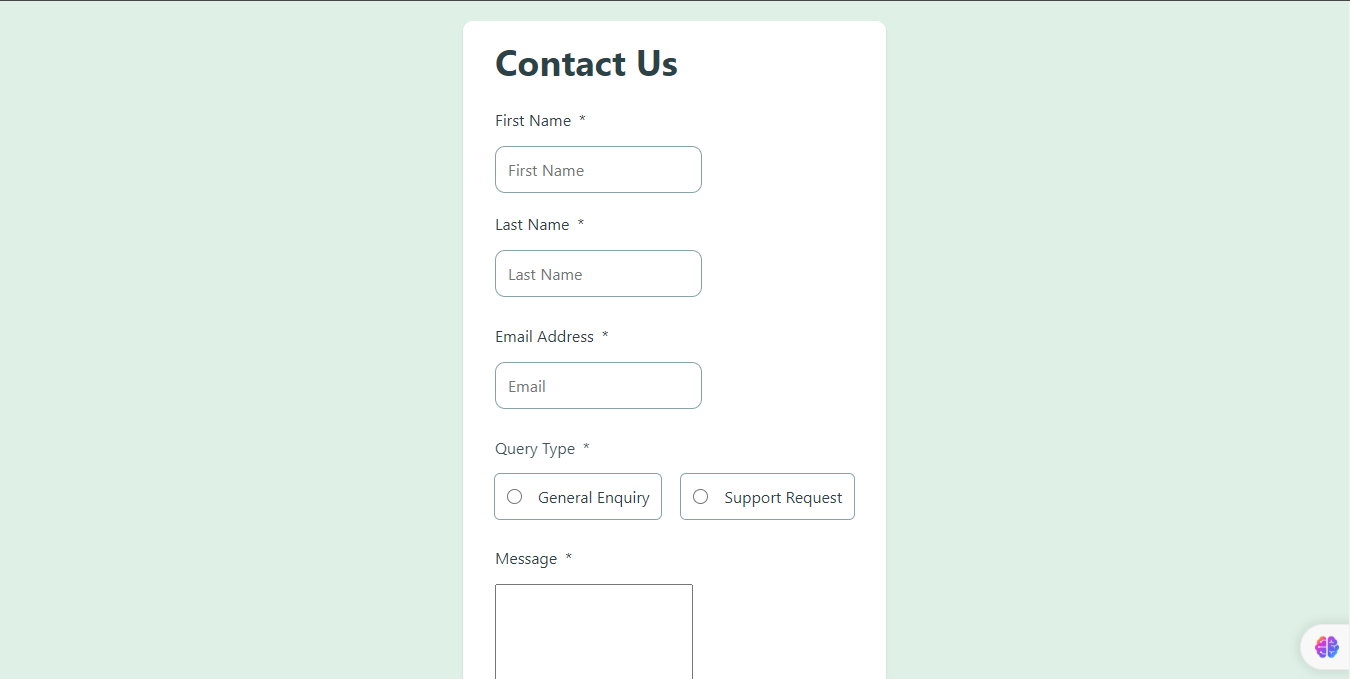 Contact Us
First Name *
First Name
Last Name *
Last Name
Email Address *
Email
Query Type *
General Enquiry Support Request
Message *